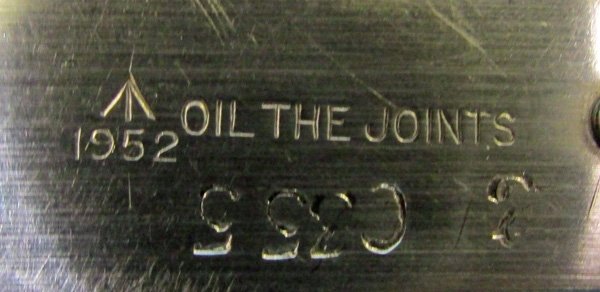 ↑
1952 OIL THE JOINTS